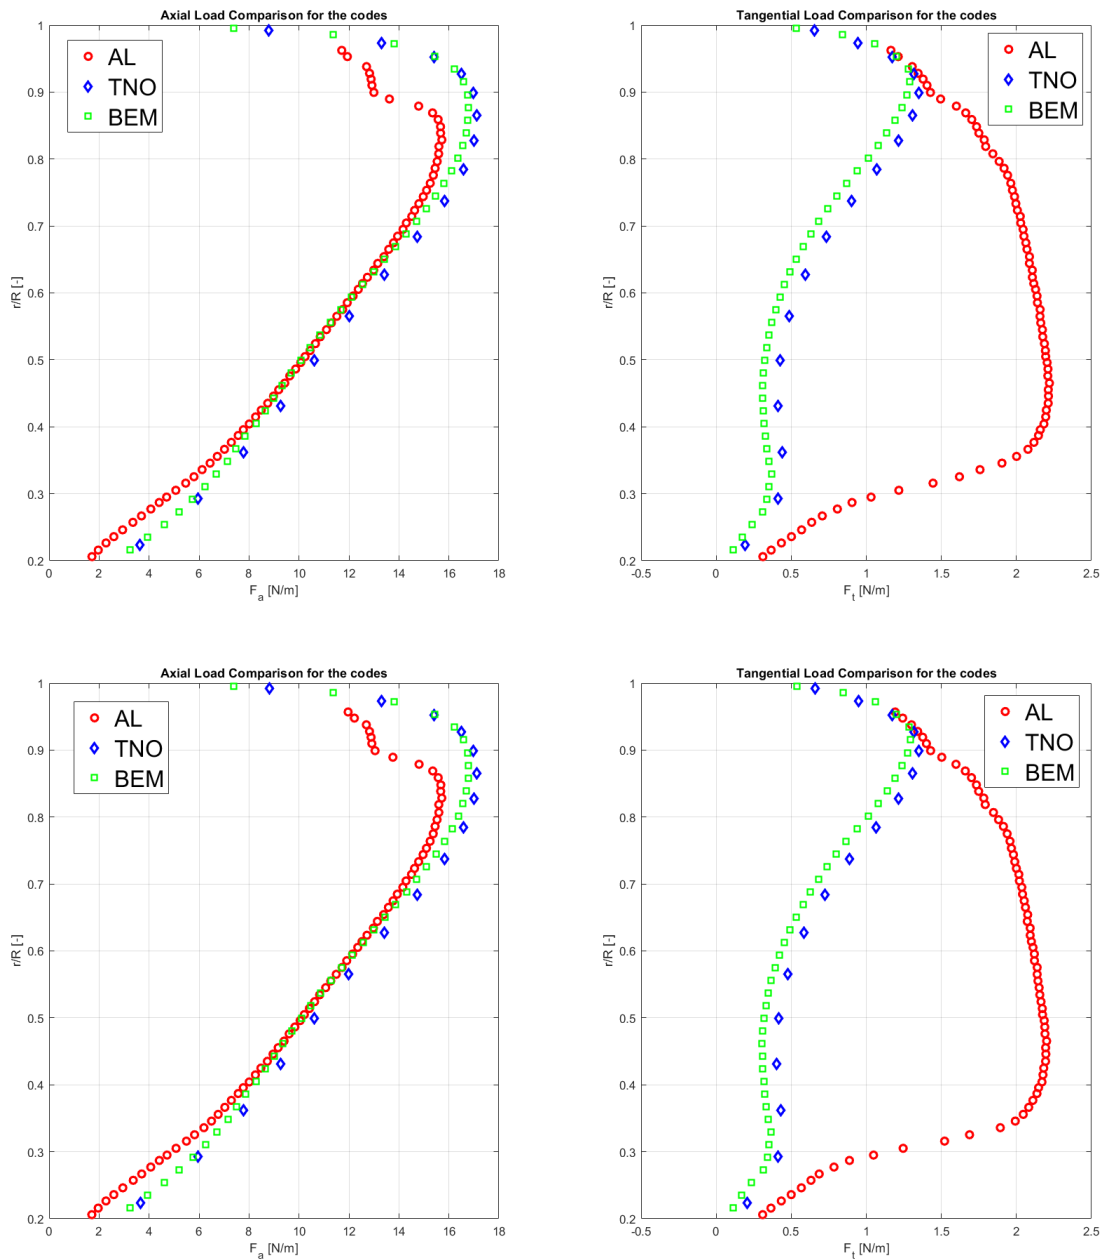 Axial Load Comparison for the codes
1
0.9
0.8
0.7
0.6
0.5
0.4
0.3
0.2
r/R [-]
AL
TNO
BEM
0 2 4 6 8 10 12 14 16 18
F_a [N/m]
Tangential Load Comparison for the codes
1
0.9
0.8
0.7
0.6
0.5
0.4
0.3
0.2
r/R [-]
AL
TNO
BEM
-0.5 0 0.5 1 1.5 2 2.5
F_t [N/m]
Axial Load Comparison for the codes
1
0.9
0.8
0.7
0.6
0.5
0.4
0.3
0.2
r/R [-]
AL
TNO
BEM
0 2 4 6 8 10 12 14 16 18
F_a [N/m]
Tangential Load Comparison for the codes
1
0.9
0.8
0.7
0.6
0.5
0.4
0.3
0.2
r/R [-]
AL
TNO
BEM
-0.5 0 0.5 1 1.5 2 2.5
F_t [N/m]